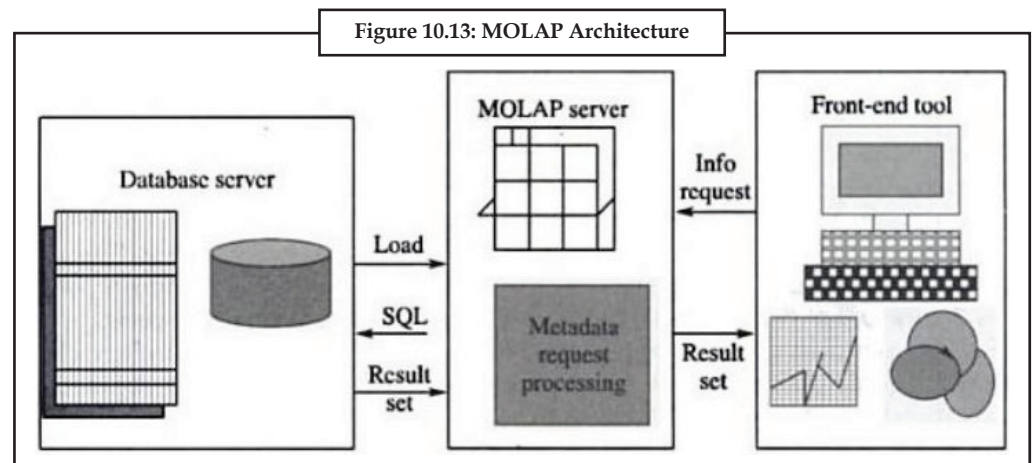 Figure 10.13: MOLAP Architecture
Database server
Load
SQL
Result
set
MOLAP server
Metadata
request
processing
Info
request
Result
set
Front-end tool